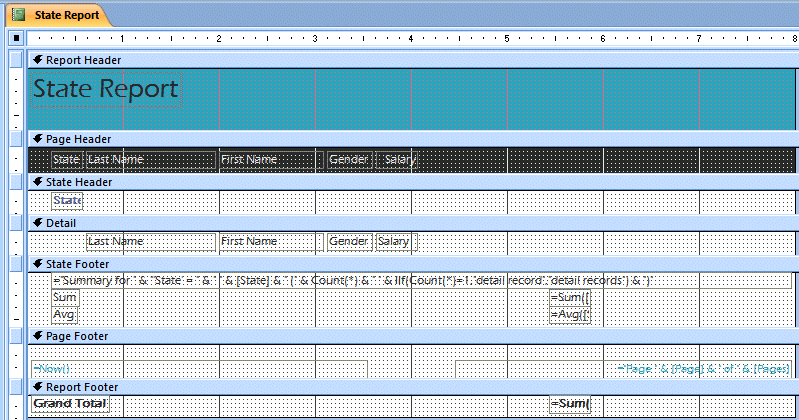 State Report
1 2 3 4 5 6 7 8
Report Header
State Report
Page Header
State Last Name First Name Gender Salary
State Header
State
Detail
Last Name First Name Gender Salary
State Footer
="Summary for " & "'State' = " & " " & [State] & " (" & Count(*) & " " & IIf(Count(*)=1,"detail record","detail records") & ")"
Sum =Sum([
Avg =Avg([
Page Footer
=Now() ="Page " & [Page] & " of " & [Pages]
Report Footer
Grand Total =Sum(